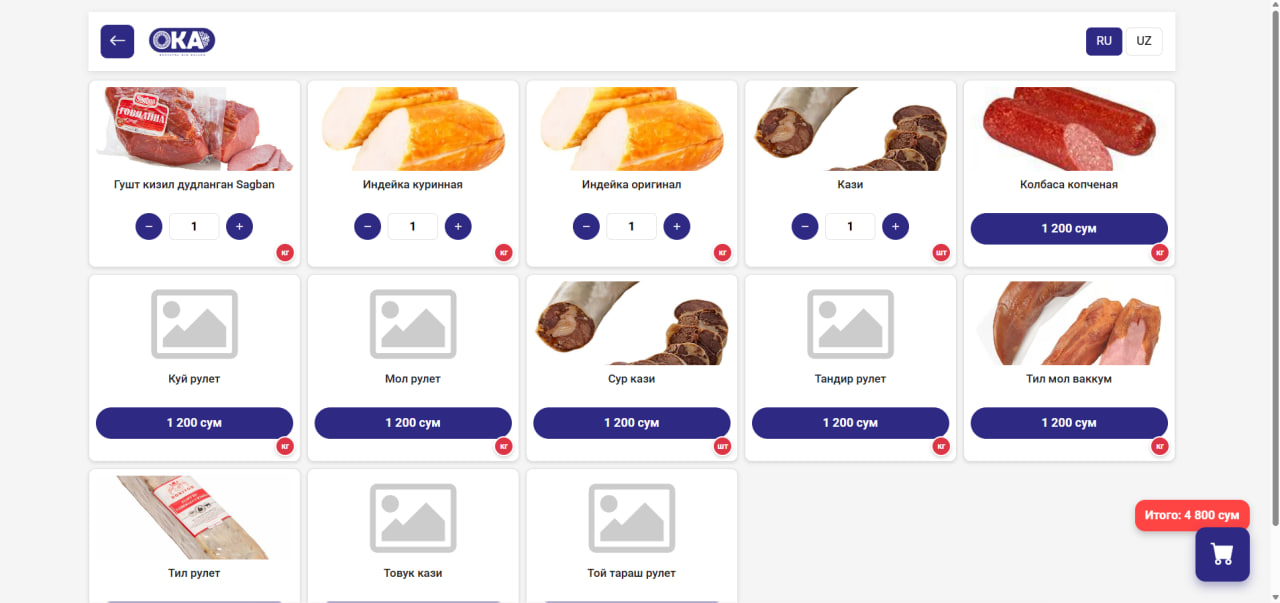 OKA
RU
UZ
Sagban
ГОВЯДИНА
Гушт кизил дудланган Sagban
Индейка куринная
Индейка оригинал
Кази
Колбаса копченая
− 1 +
− 1 +
− 1 +
− 1 +
1 200 сум
кг
кг
кг
шт
кг
Куй рулет
Мол рулет
Сур кази
Тандир рулет
Тил мол ваккум
1 200 сум
1 200 сум
1 200 сум
1 200 сум
1 200 сум
кг
кг
шт
кг
кг
Итого: 4 800 сум
Тил рулет
Товук кази
Той тараш рулет